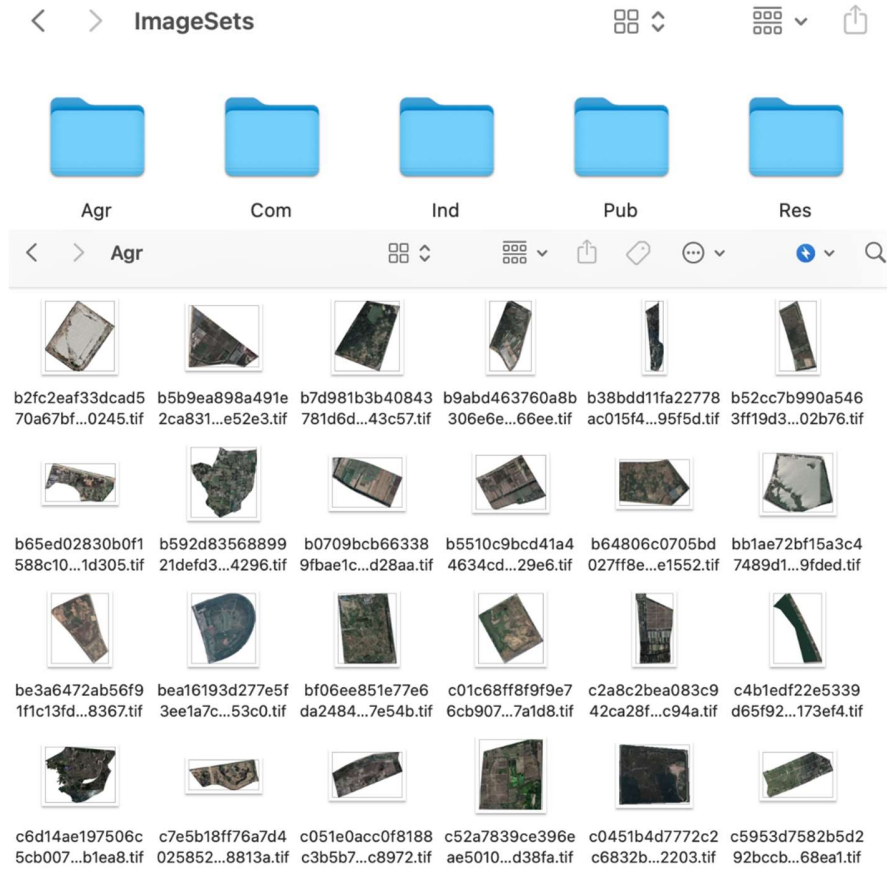 ImageSets
Agr
Com
Ind
Pub
Res
Agr
b2fc2eaf33dcad5
70a67bf...0245.tif
b5b9ea898a491e
2ca831...e52e3.tif
b7d981b3b40843
781d6d...43c57.tif
b9abd463760a8b
306e6e...66ee.tif
b38bdd11fa22778
ac015f4...95f5d.tif
b52cc7b990a546
3ff19d3...02b76.tif
b65ed02830b0f1
588c10...1d305.tif
b592d83568899
21defd3...4296.tif
b0709bcb66338
9fbae1c...d28aa.tif
b5510c9bcd41a4
4634cd...29e6.tif
b64806c0705bd
027ff8e...e1552.tif
bb1ae72bf15a3c4
7489d1...9fded.tif
be3a6472ab56f9
1f1c13fd...8367.tif
bea16193d277e5f
3ee1a7c...53c0.tif
bf06ee851e77e6
da2484...7e54b.tif
c01c68ff8f9f9e7
6cb907...7a1d8.tif
c2a8c2bea083c9
42ca28f...c94a.tif
c4b1edf22e5339
d65f92...173ef4.tif
c6d14ae197506c
5cb007...b1ea8.tif
c7e5b18ff76a7d4
025852...8813a.tif
c051e0acc0f8188
c3b5b7...c8972.tif
c52a7839ce396e
ae5010...d38fa.tif
c0451b4d7772c2
c6832b...2203.tif
c5953d7582b5d2
92bccb...68ea1.tif